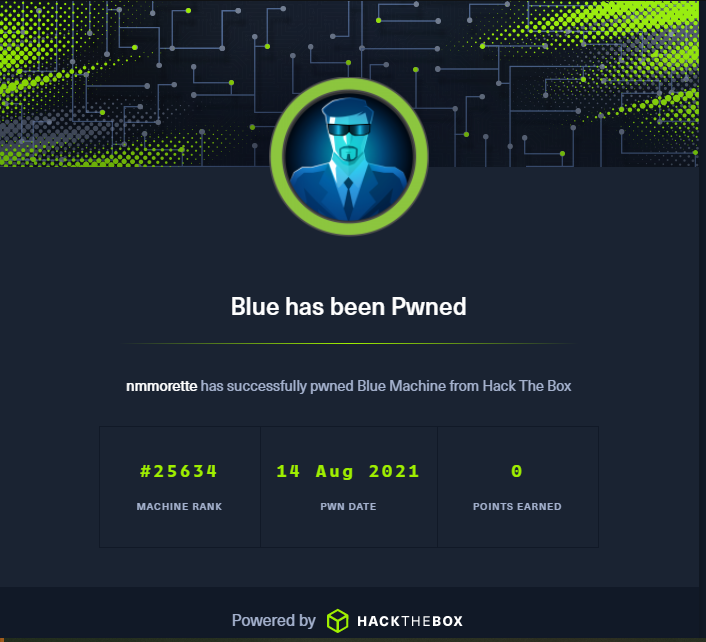 Blue has been Pwned
nmmorette has successfully pwned Blue Machine from Hack The Box
#25634
MACHINE RANK
14 Aug 2021
PWN DATE
0
POINTS EARNED
Powered by HACKTHEBOX